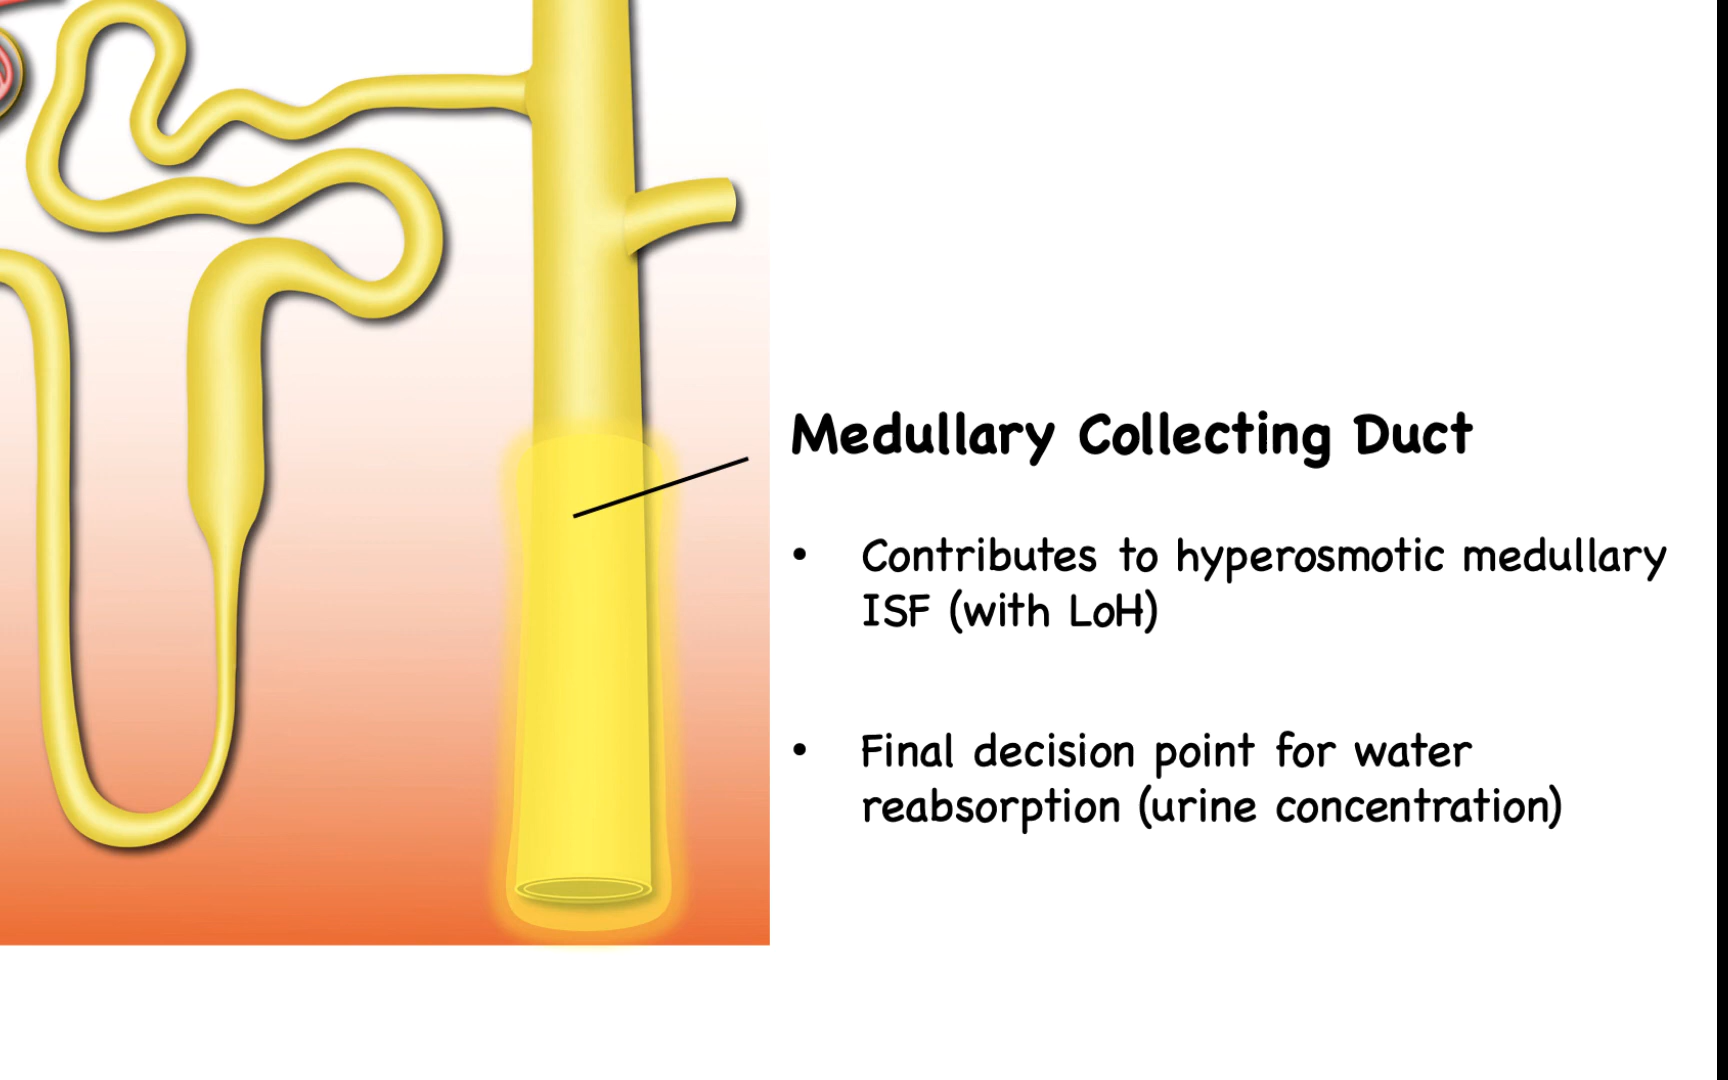 Medullary Collecting Duct
• Contributes to hyperosmotic medullary
ISF (with LoH)
• Final decision point for water
reabsorption (urine concentration)